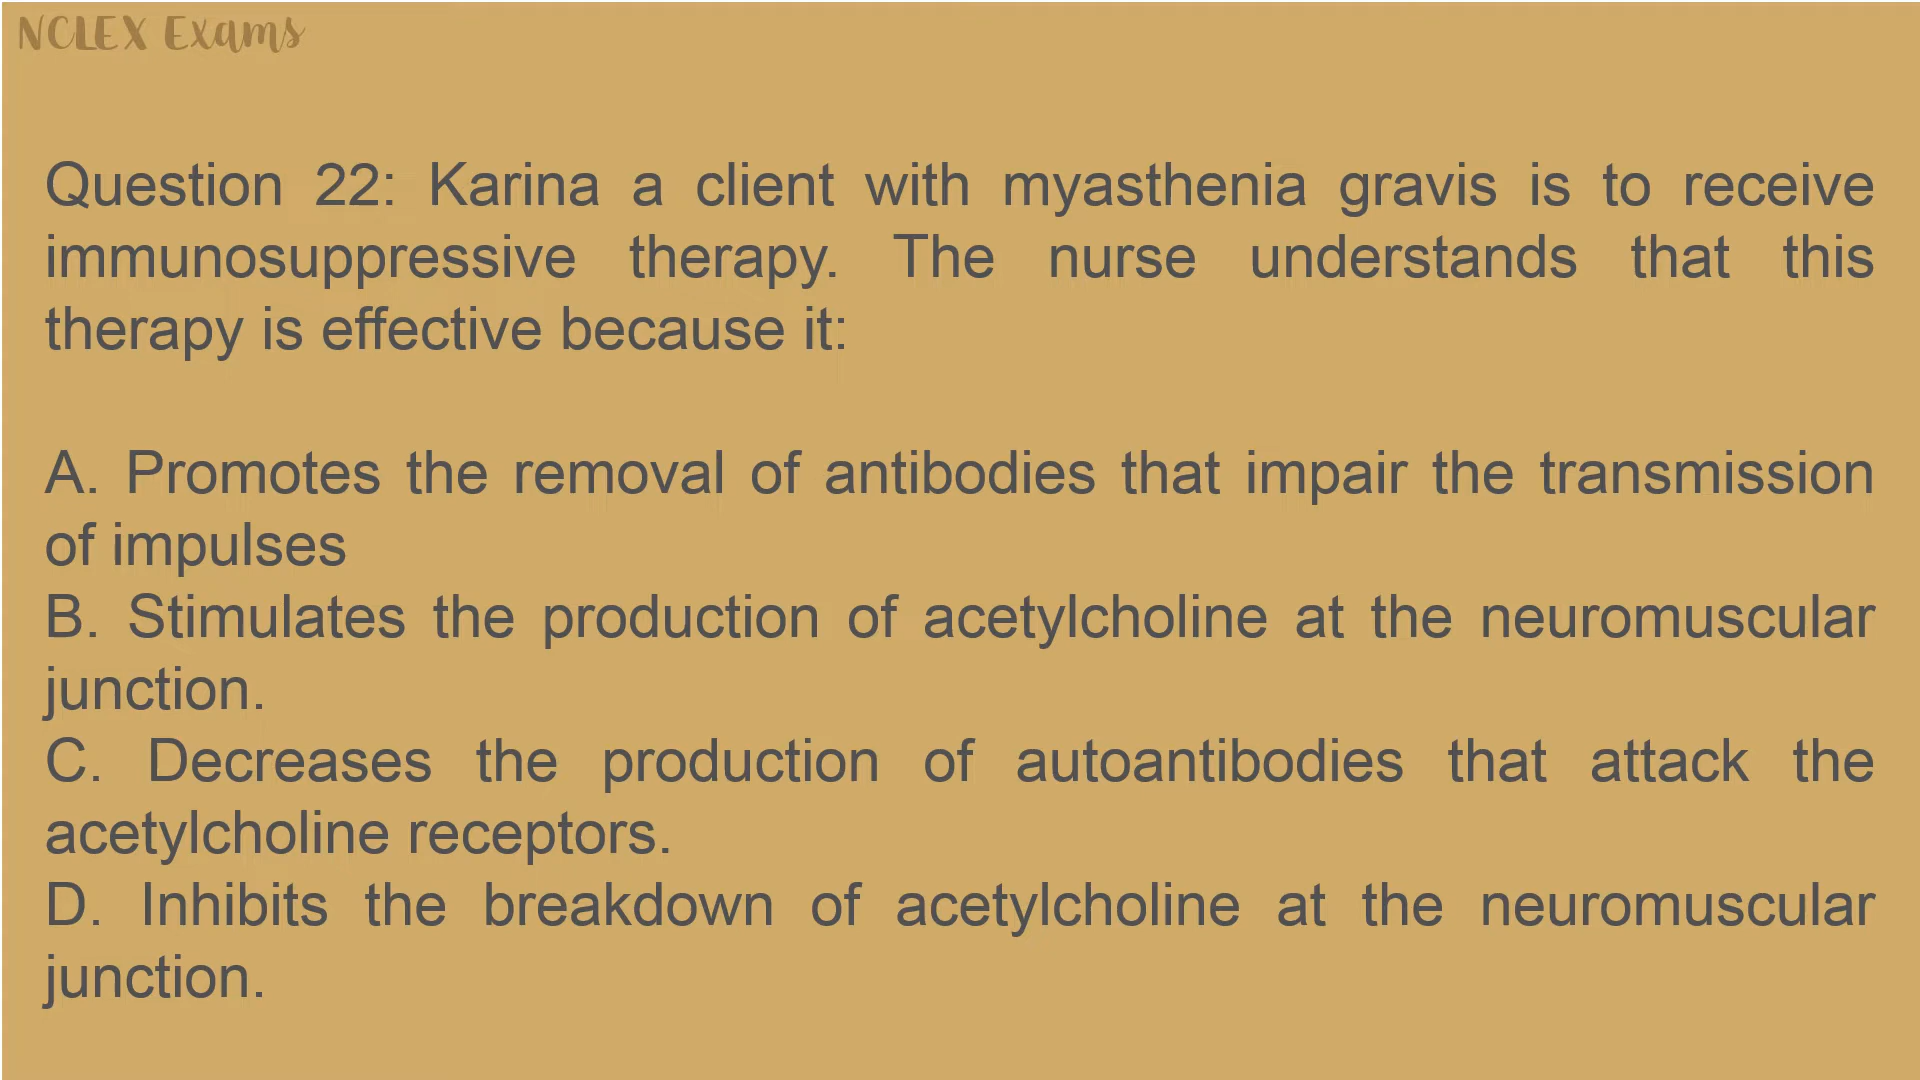 NCLEX Exams
Question 22: Karina a client with myasthenia gravis is to receive
immunosuppressive therapy. The nurse understands that this
therapy is effective because it:
A. Promotes the removal of antibodies that impair the transmission
of impulses
B. Stimulates the production of acetylcholine at the neuromuscular
junction.
C. Decreases the production of autoantibodies that attack the
acetylcholine receptors.
D. Inhibits the breakdown of acetylcholine at the neuromuscular
junction.